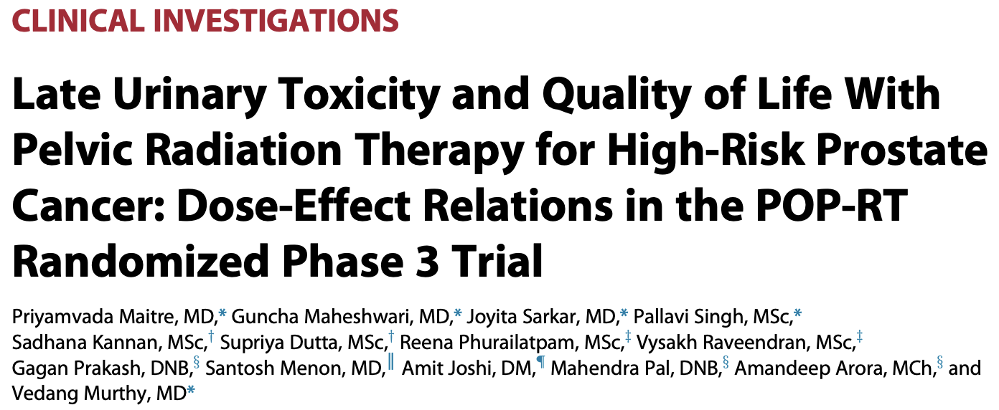 CLINICAL INVESTIGATIONS
Late Urinary Toxicity and Quality of Life With
Pelvic Radiation Therapy for High-Risk Prostate
Cancer: Dose-Effect Relations in the POP-RT
Randomized Phase 3 Trial
Priyamvada Maitre, MD,* Guncha Maheshwari, MD,* Joyita Sarkar, MD,* Pallavi Singh, MSc,*
Sadhana Kannan, MSc,† Supriya Dutta, MSc,† Reena Phurailatpam, MSc,‡ Vysakh Raveendran, MSc,‡
Gagan Prakash, DNB,§ Santosh Menon, MD,‖ Amit Joshi, DM,¶ Mahendra Pal, DNB,§ Amandeep Arora, MCh,§ and
Vedang Murthy, MD*